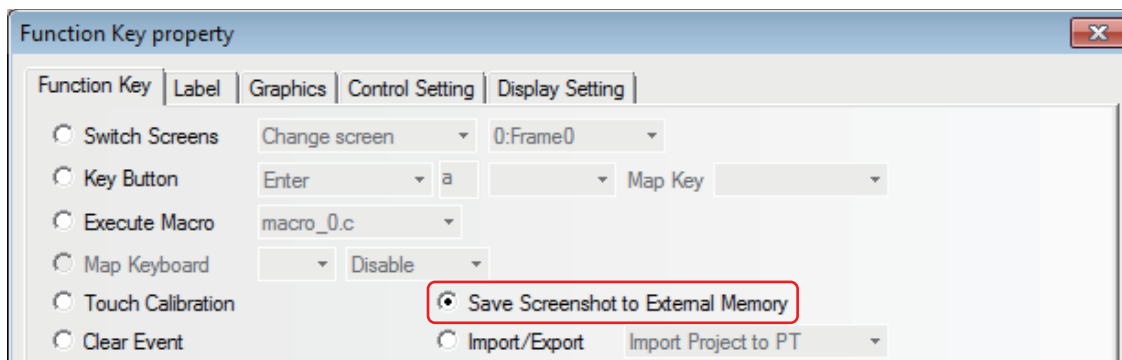 Function Key property
Function Key Label Graphics Control Setting Display Setting
Switch Screens Change screen 0:Frame0
Key Button Enter a Map Key
Execute Macro macro_0.c
Map Keyboard Disable
Touch Calibration Save Screenshot to External Memory
Clear Event Import/Export Import Project to PT